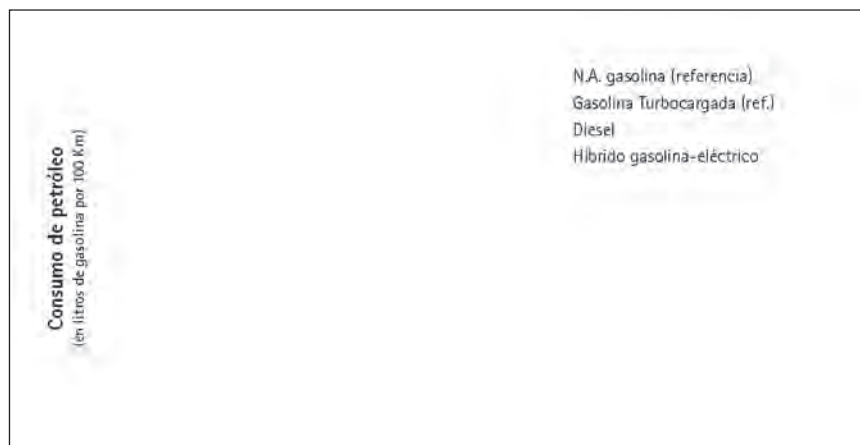 N.A. gasolina (referencia)
Gasolina Turbocargada (ref.)
Diesel
Híbrido gasolina-eléctrico
Consumo de petróleo
(en litros de gasolina por 100 Km)